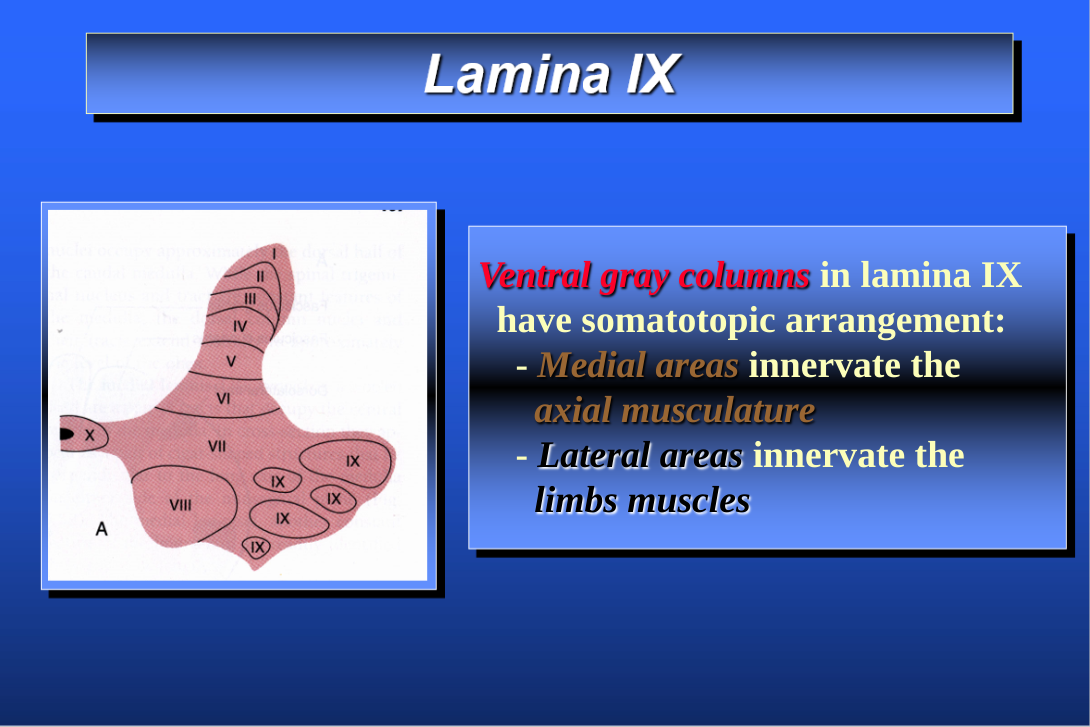 Lamina IX
I
II
III
IV
V
VI
X
VII
IX
IX
IX
VIII
IX
A
IX
Ventral gray columns in lamina IX
have somatotopic arrangement:
- Medial areas innervate the
axial musculature
- Lateral areas innervate the
limbs muscles